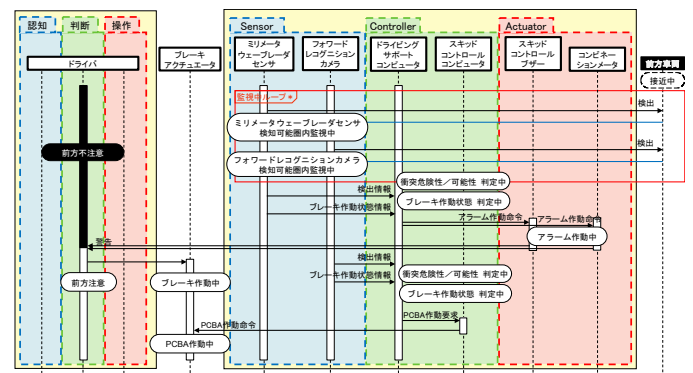 認知
判断
操作
Sensor
Controller
Actuator
ドライバ
ブレーキ
アクチュエータ
ミリメータ
ウェーブレーダ
センサ
フォワード
レコグニション
カメラ
ドライビング
サポート
コンピュータ
スキッド
コントロール
コンピュータ
スキッド
コントロール
ブザー
コンビネー
ションメータ
前方車両
接近中
監視中ループ*
検出
ミリメータウェーブレーダセンサ
検知可能圏内監視中
検出
前方不注意
フォワードレコグニションカメラ
検知可能圏内監視中
検出情報
衝突危険性／可能性 判定中
ブレーキ作動状態 判定中
ブレーキ作動状態情報
アラーム作動命令
アラーム作動命令
アラーム作動中
警告
検出情報
衝突危険性／可能性 判定中
前方注意
ブレーキ作動中
ブレーキ作動状態情報
ブレーキ作動状態 判定中
PCBA作動要求
PCBA作動命令
PCBA作動中